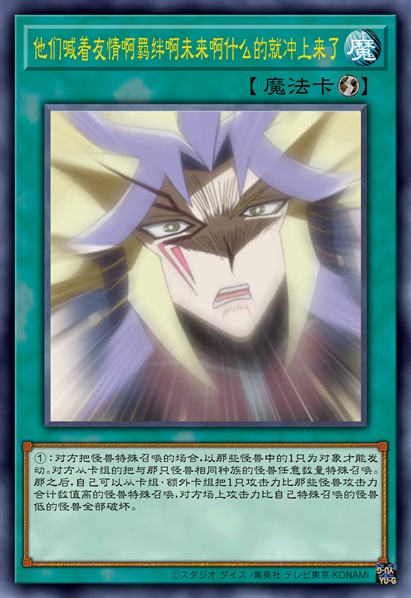 他们喊着友情啊羁绊啊未来啊什么的就冲上来了
魔
【魔法卡】
①:对方把怪兽特殊召唤的场合,以那些怪兽中的1只为对象才能发
动。对方从卡组的把与那只怪兽相同种族的怪兽任意数量特殊召唤。
那之后,自己可以从卡组·额外卡组把1只攻击力比那些怪兽攻击力
合计数值高的怪兽特殊召唤,对方场上攻击力比自己特殊召唤的怪兽
低的怪兽全部破坏。
©スタジオ·ダイス /集英社·テレビ東京·KONAMI